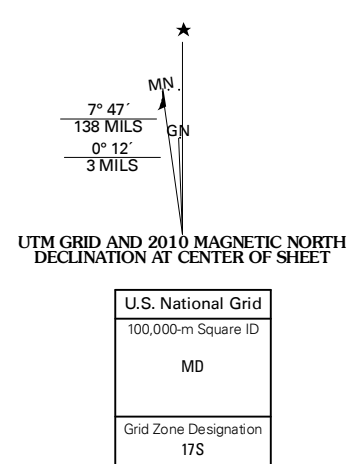 MN
7° 47´
138 MILS
GN
0° 12´
3 MILS
UTM GRID AND 2010 MAGNETIC NORTH
DECLINATION AT CENTER OF SHEET
U.S. National Grid
100,000-m Square ID
MD
Grid Zone Designation
17S